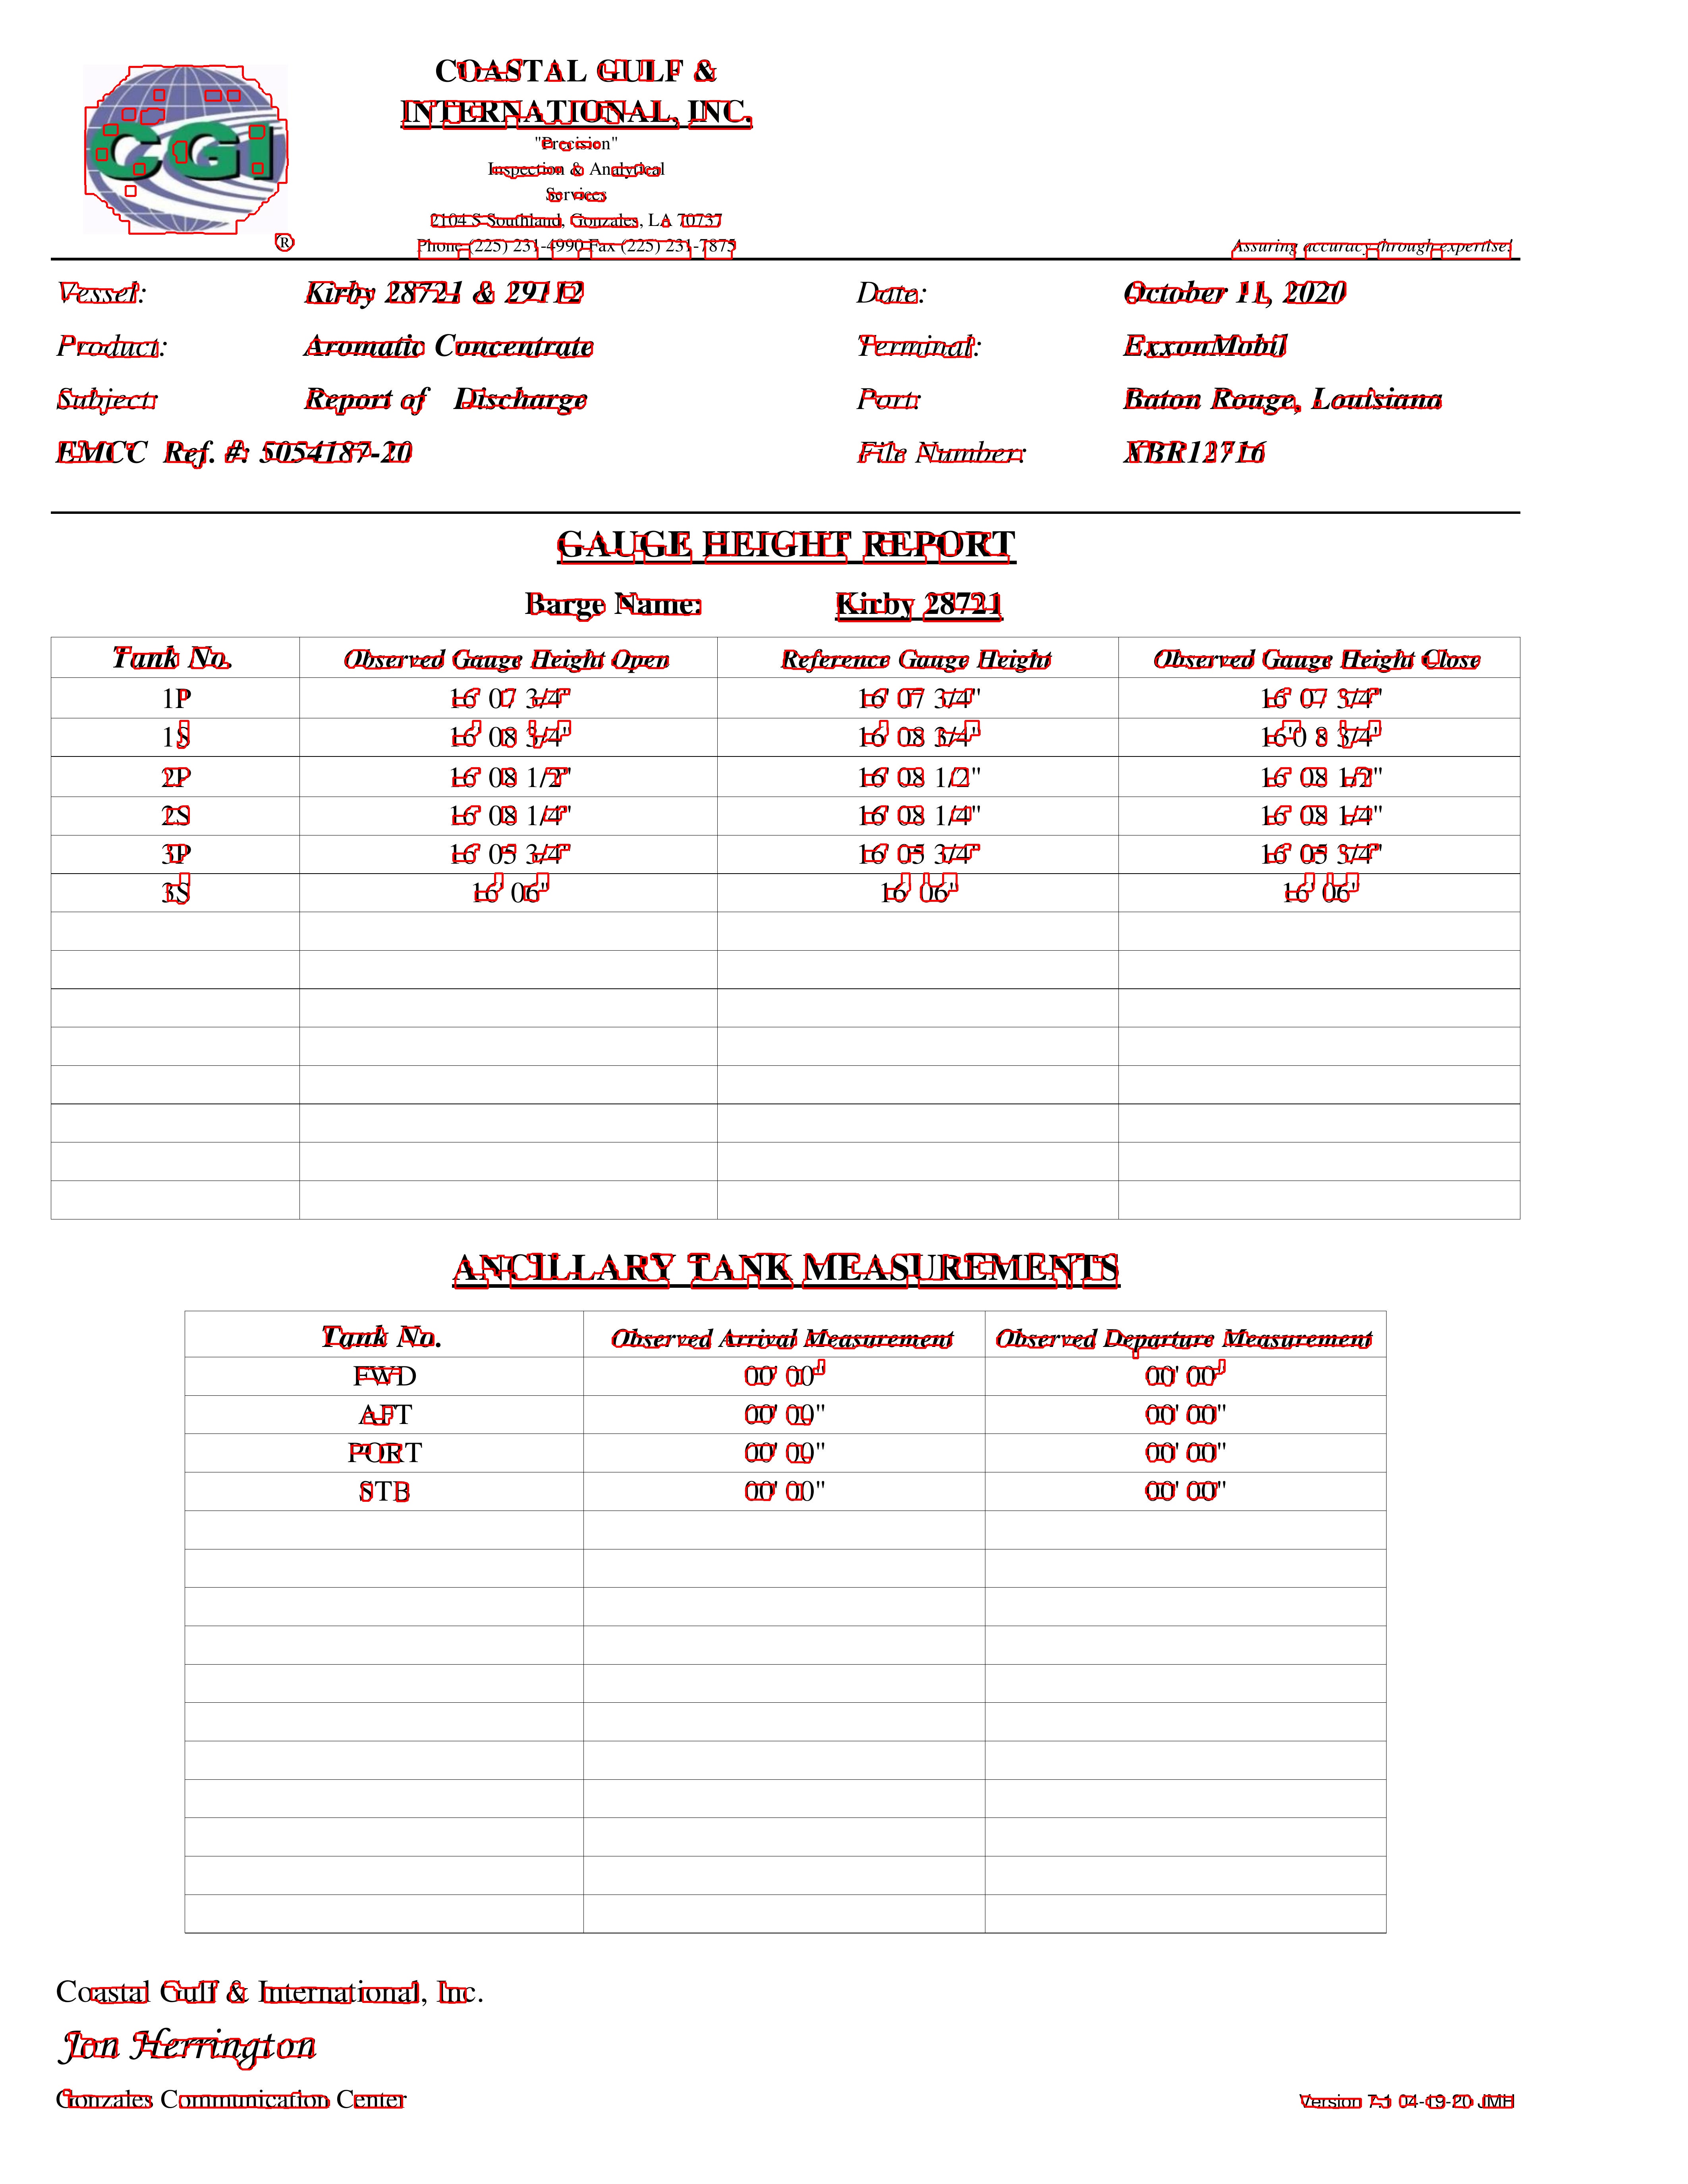 CGI
®
COASTAL GULF &
INTERNATIONAL, INC.
"Precision"
Inspection & Analytical
Services
2104 S Southland, Gonzales, LA 70737
Phone (225) 231-4990 Fax (225) 231-7875
Assuring accuracy through expertise!
Vessel: Kirby 28721 & 29112 Date: October 11, 2020
Product: Aromatic Concentrate Terminal: ExxonMobil
Subject: Report of Discharge Port: Baton Rouge, Louisiana
EMCC Ref. #: 5054187-20 File Number: XBR12716
GAUGE HEIGHT REPORT
Barge Name: Kirby 28721
Tank No. Observed Gauge Height Open Reference Gauge Height Observed Gauge Height Close
1P 16' 07 3/4" 16' 07 3/4" 16' 07 3/4"
1S 16' 08 3/4" 16' 08 3/4" 16'0 8 3/4"
2P 16' 08 1/2" 16' 08 1/2" 16' 08 1/2"
2S 16' 08 1/4" 16' 08 1/4" 16' 08 1/4"
3P 16' 05 3/4" 16' 05 3/4" 16' 05 3/4"
3S 16' 06" 16' 06" 16' 06"
ANCILLARY TANK MEASUREMENTS
Tank No. Observed Arrival Measurement Observed Departure Measurement
FWD 00' 00" 00' 00"
AFT 00' 00" 00' 00"
PORT 00' 00" 00' 00"
STB 00' 00" 00' 00"
Coastal Gulf & International, Inc.
Jon Herrington
Gonzales Communication Center
Version 7.1 04-19-20 JMH